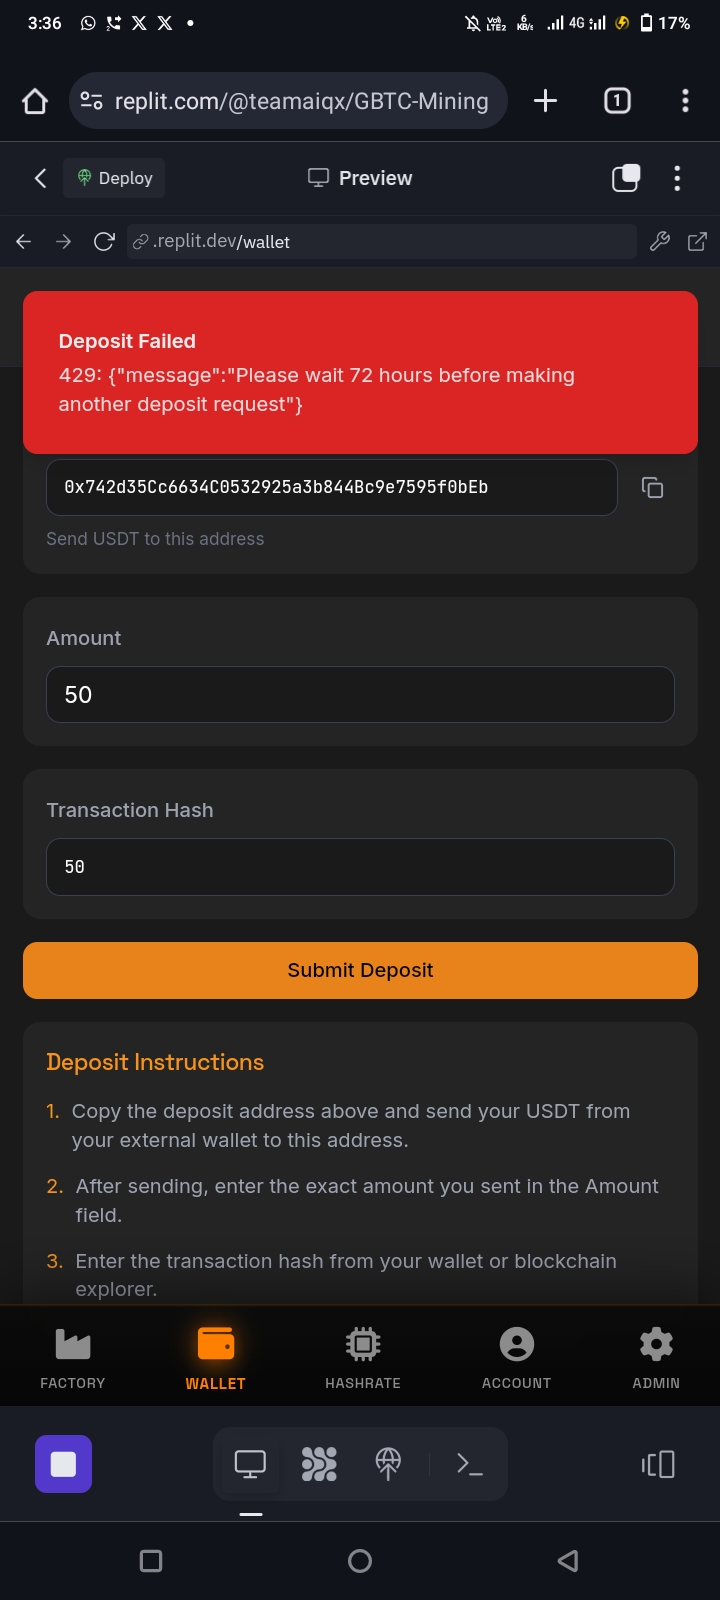 3:36
Vo)) LTE2
6 KB/s
4G
17%
replit.com/@teamaiqx/GBTC-Mining
1
Deploy
Preview
.replit.dev/wallet
Deposit Failed
429: {"message":"Please wait 72 hours before making
another deposit request"}
0x742d35Cc6634C0532925a3b844Bc9e7595f0bEb
Send USDT to this address
Amount
50
Transaction Hash
50
Submit Deposit
Deposit Instructions
1. Copy the deposit address above and send your USDT from
your external wallet to this address.
2. After sending, enter the exact amount you sent in the Amount
field.
3. Enter the transaction hash from your wallet or blockchain
explorer.
FACTORY
WALLET
HASHRATE
ACCOUNT
ADMIN